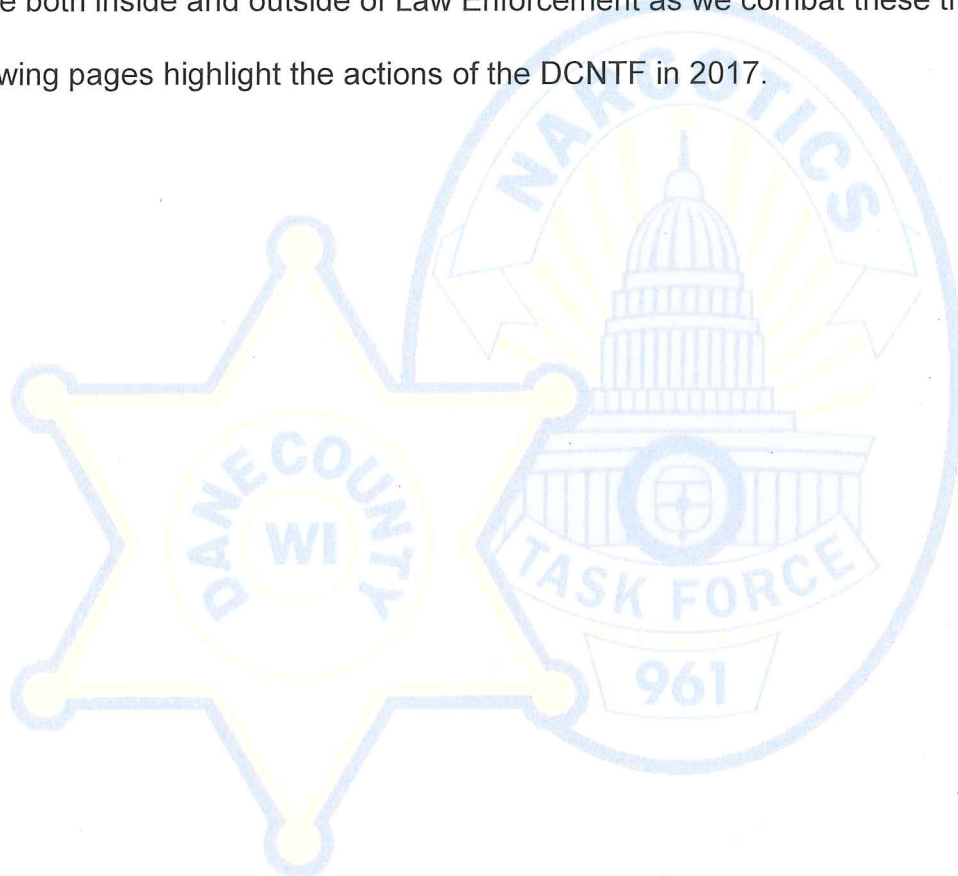 e both inside and outside of Law Enforcement as we combat these
wing pages highlight the actions of the DCNTF in 2017.
NARCOTICS
DANE COUNTY
WI
TASK FORCE
961